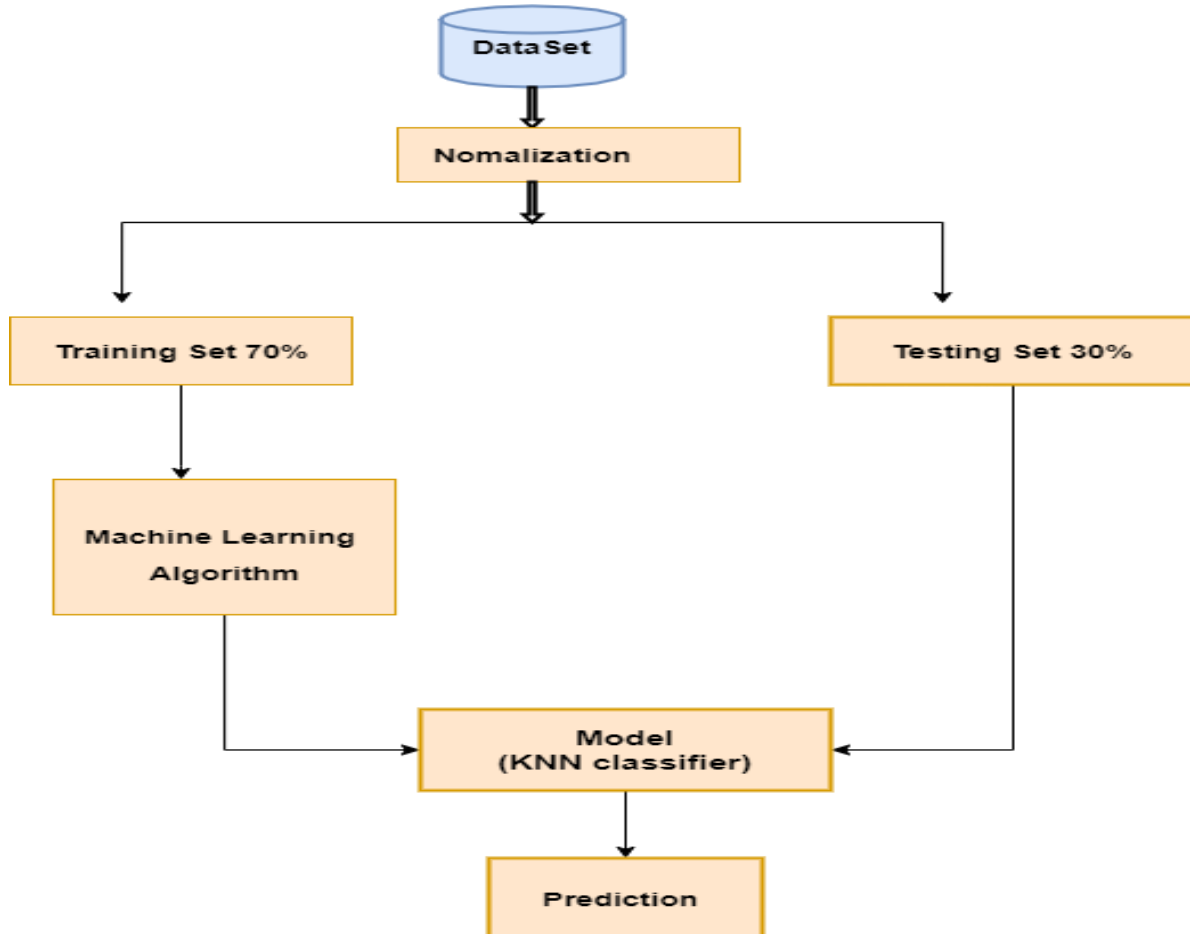 DataSet
Nomalization
Training Set 70%
Testing Set 30%
Machine Learning
Algorithm
Model
(KNN classifier)
Prediction